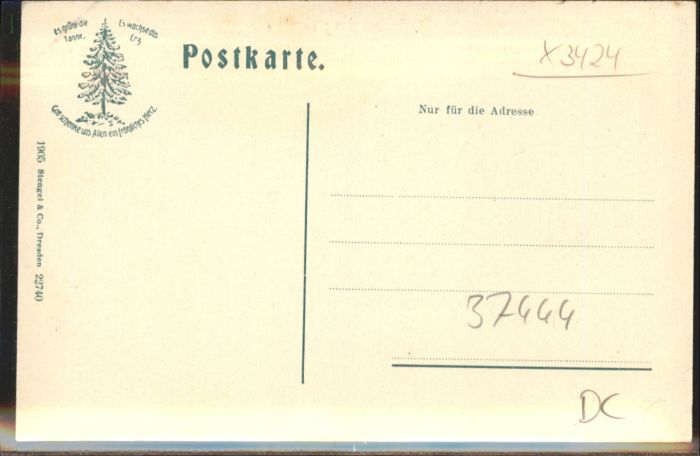 Es grüne die
Tanne,
Es wachse das
Erz
Gott schenke uns Allen ein fröhliches Herz.
Postkarte.
X3424
Nur für die Adresse
1905 Stengel & Co., Dresden 22740
37444
DC